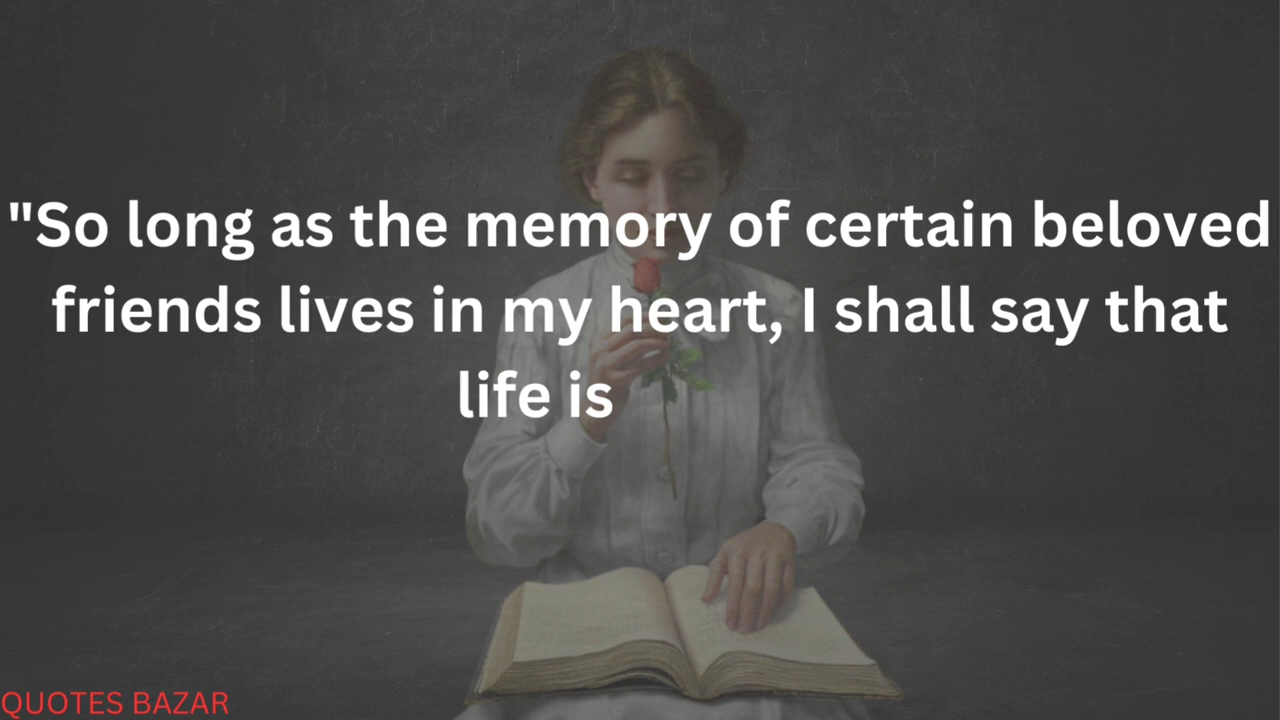 "So long as the memory of certain beloved
friends lives in my heart, I shall say that
life is
QUOTES BAZAR